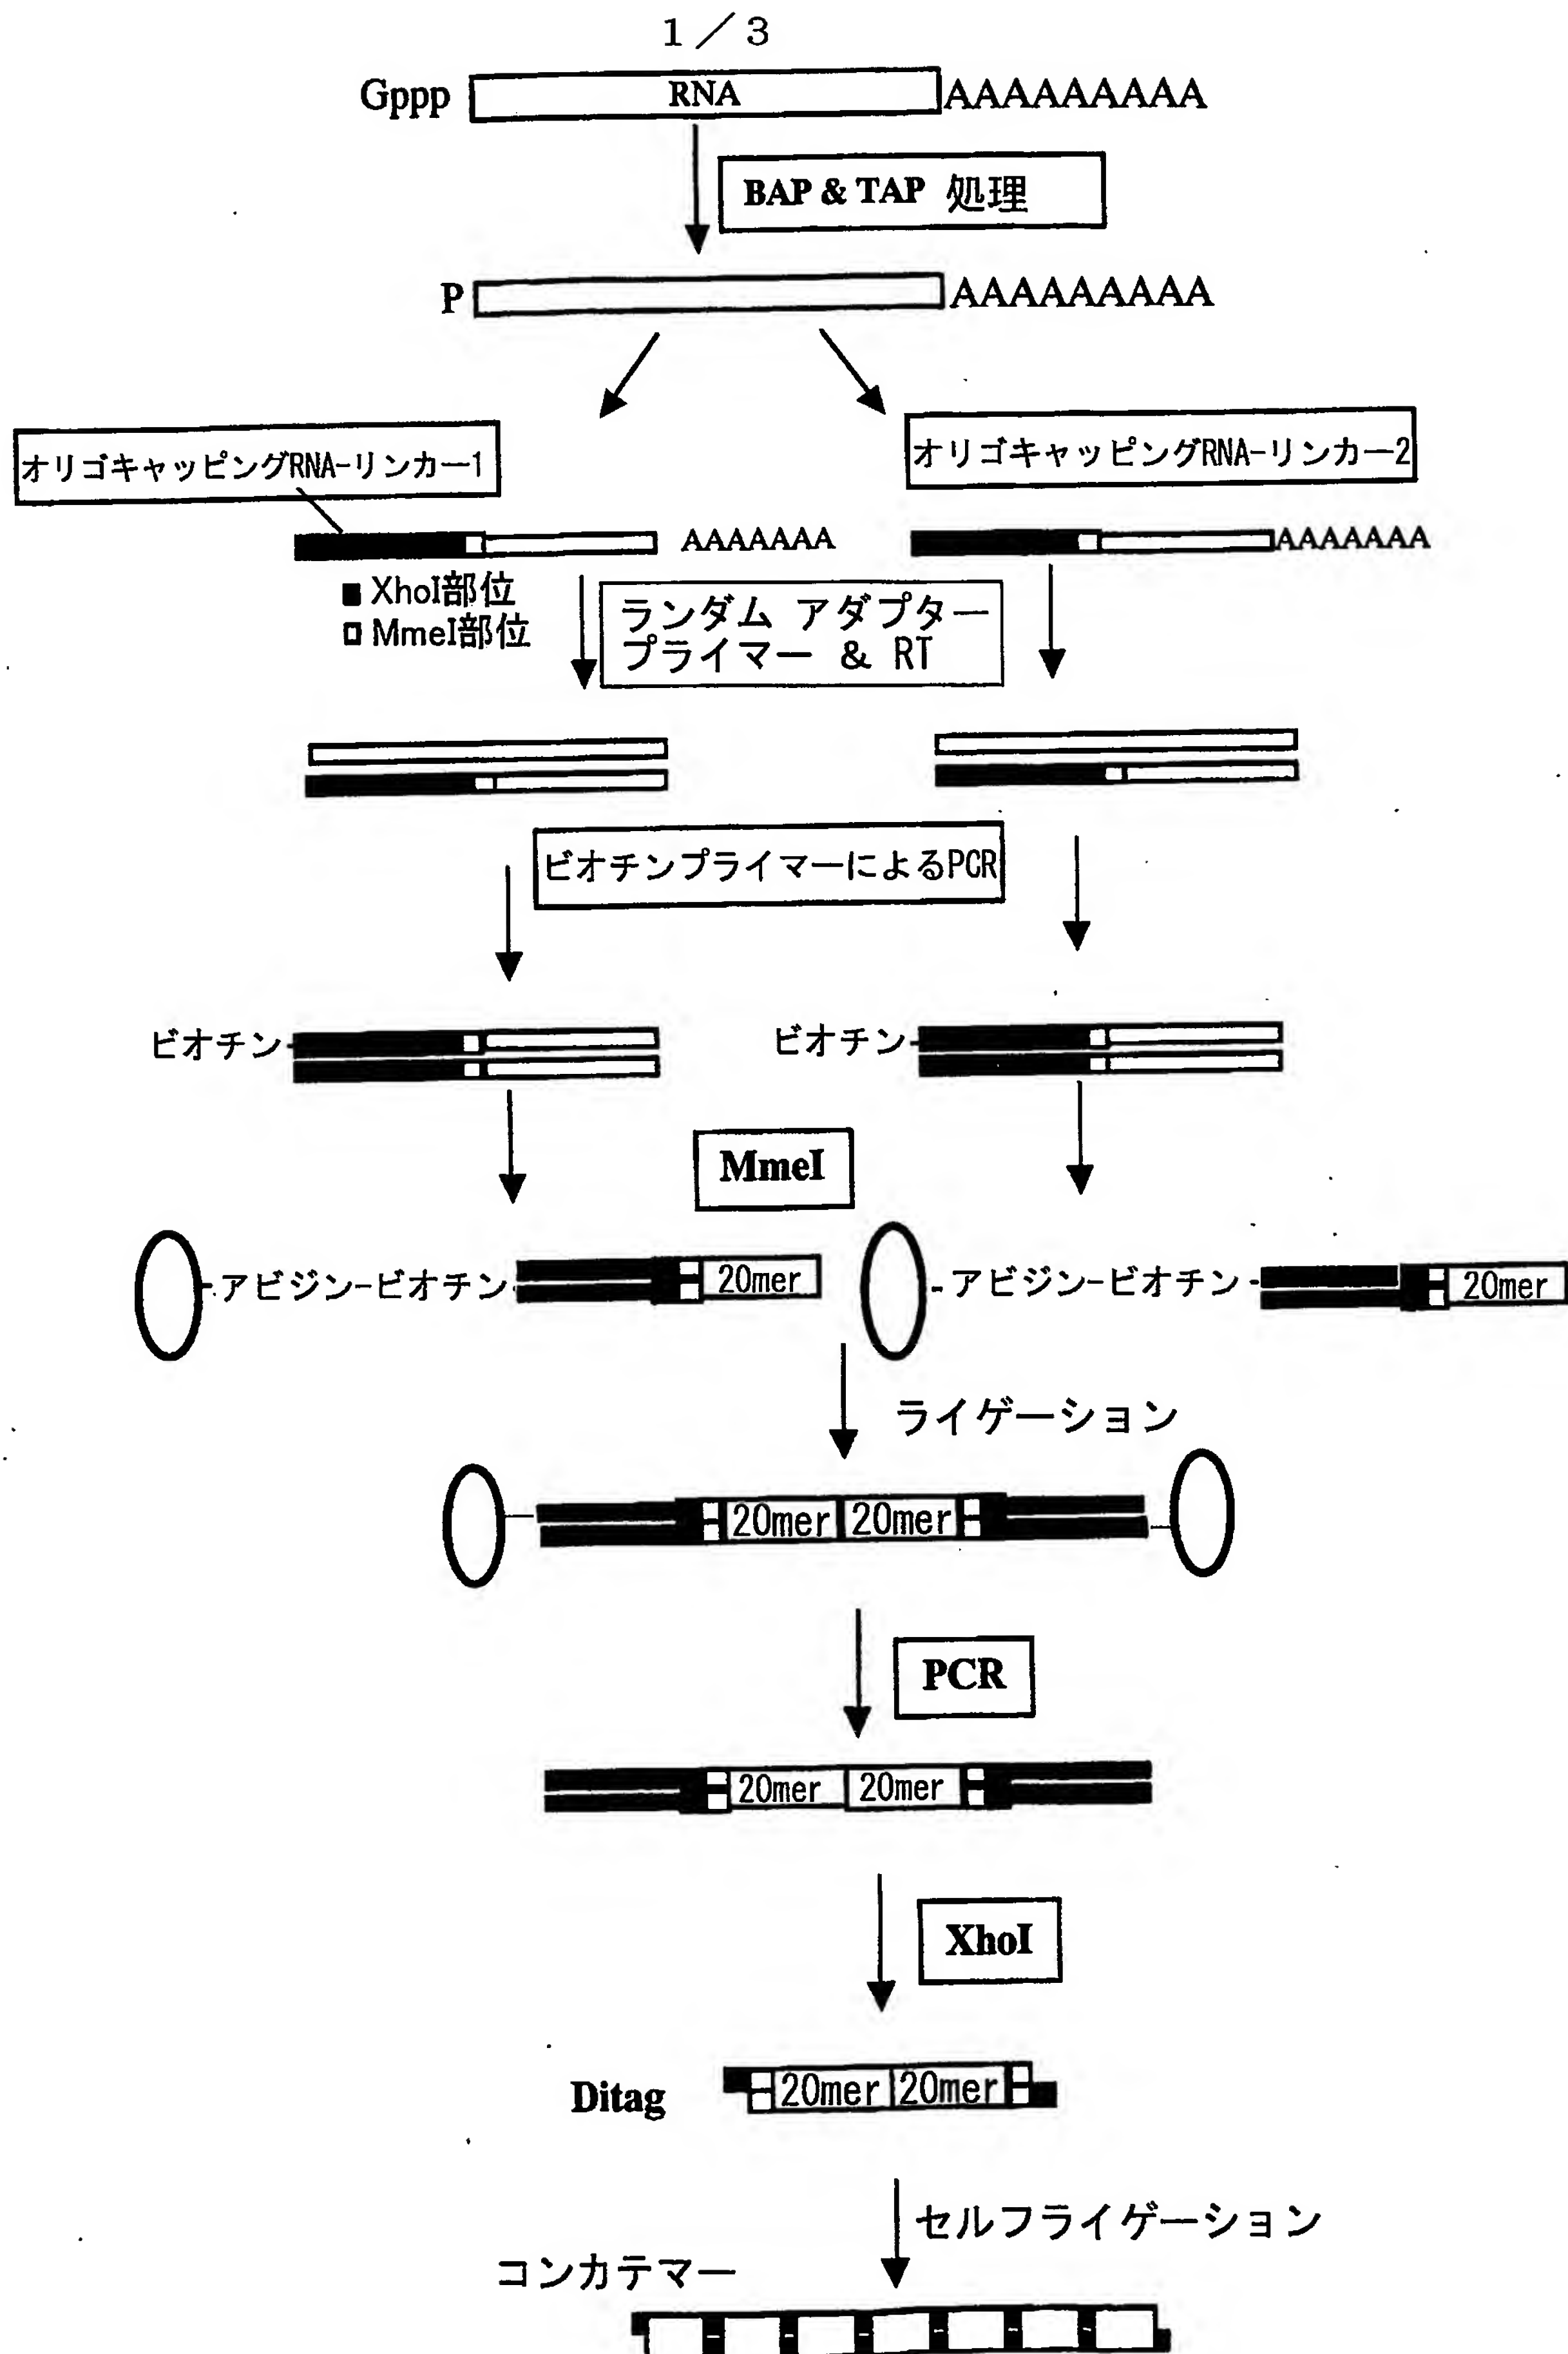 1/3
Gppp RNA AAAAAAAAA
BAP & TAP 処理
P AAAAAAAAA
オリゴキャッピングRNA-リンカー1
オリゴキャッピングRNA-リンカー2
AAAAAAA
AAAAAAA
XhoI部位
MmeI部位
ランダム アダプター
プライマー & RT
ビオチンプライマーによるPCR
ビオチン
ビオチン
MmeI
アビジン-ビオチン 20mer
アビジン-ビオチン 20mer
ライゲーション
20mer 20mer
PCR
20mer 20mer
XhoI
Ditag 20mer 20mer
セルフライゲーション
コンカテマー